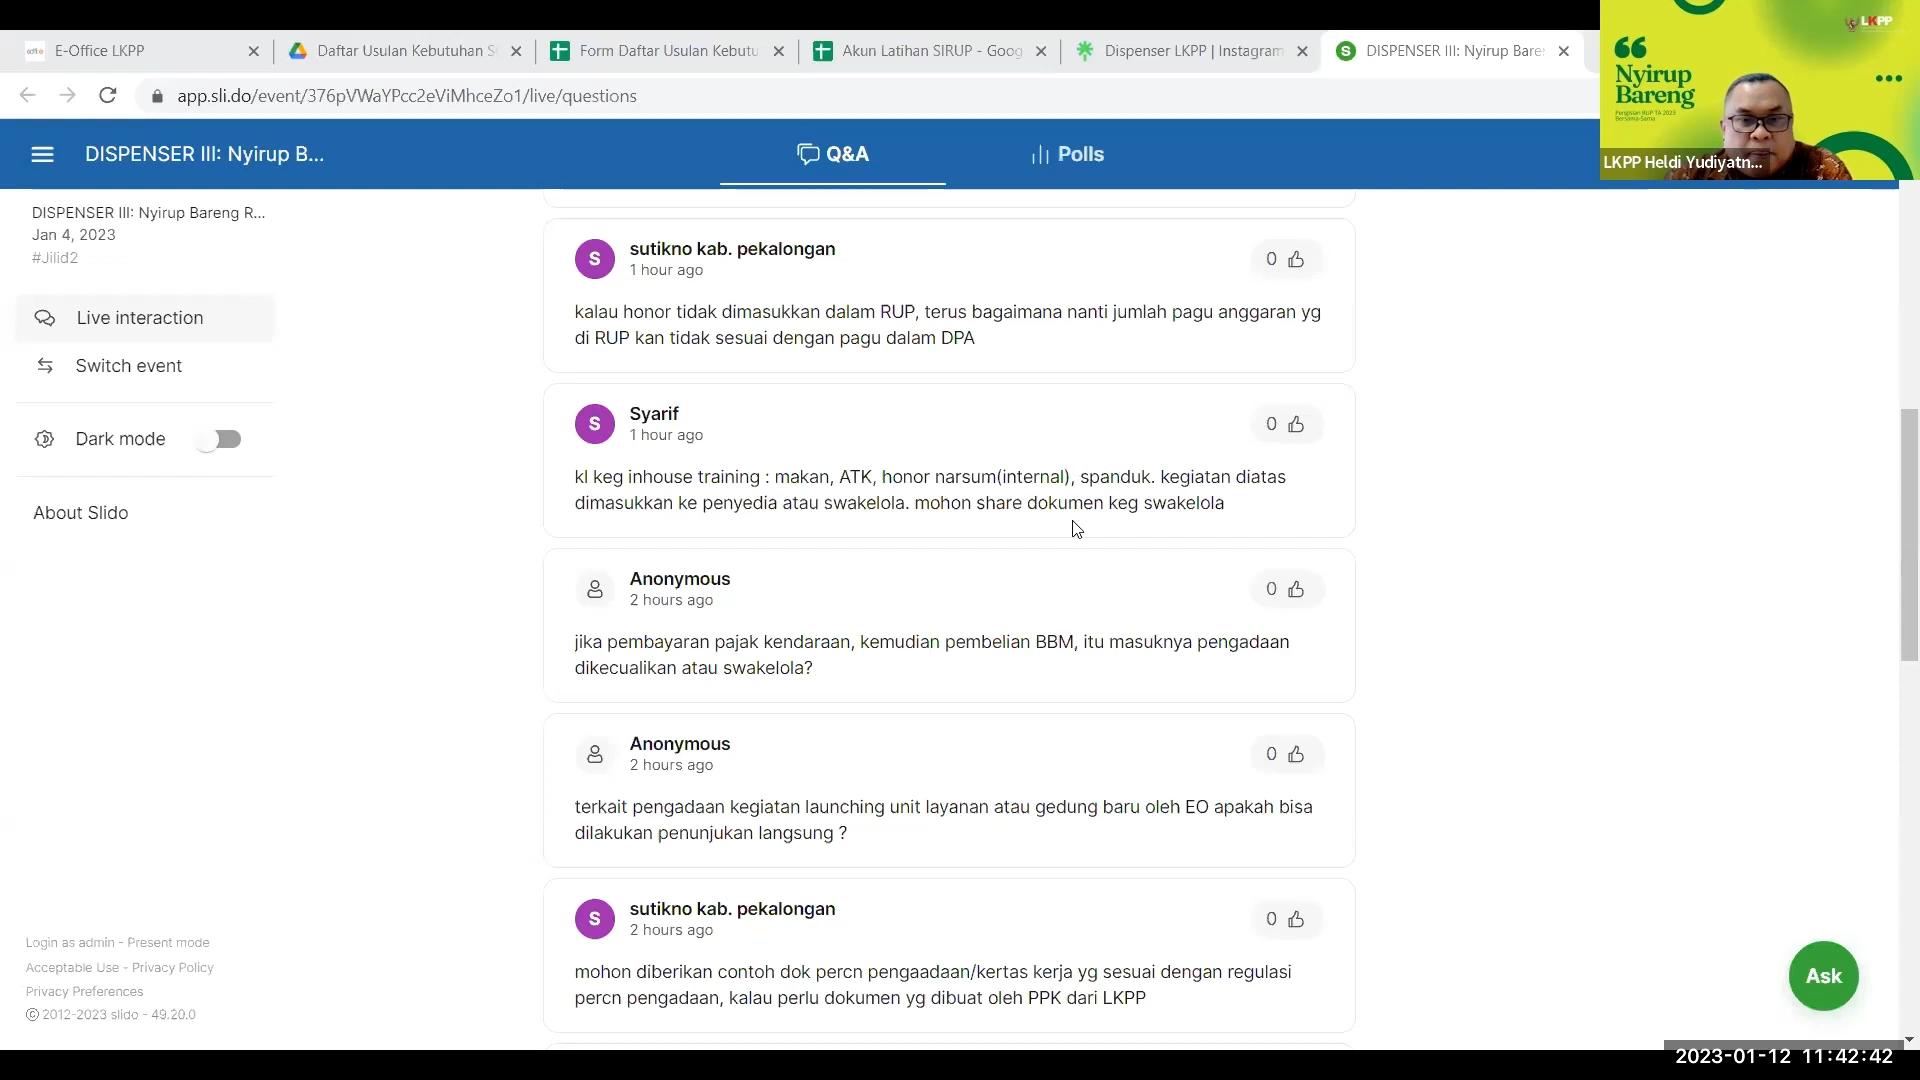 E-Office LKPP
Daftar Usulan Kebutuhan S
Form Daftar Usulan Kebutu
Akun Latihan SIRUP - Goog
Dispenser LKPP | Instagram
DISPENSER III: Nyirup Bare
app.sli.do/event/376pVWaYPcc2eViMhceZo1/live/questions
LKPP
Nyirup
Bareng
Pengisian RUP TA 2023
Bersama-Sama
LKPP Heldi Yudiyatn...
DISPENSER III: Nyirup B...
Q&A
Polls
DISPENSER III: Nyirup Bareng R...
Jan 4, 2023
#Jilid2
Live interaction
Switch event
Dark mode
About Slido
S
sutikno kab. pekalongan
1 hour ago
0
kalau honor tidak dimasukkan dalam RUP, terus bagaimana nanti jumlah pagu anggaran yg
di RUP kan tidak sesuai dengan pagu dalam DPA
S
Syarif
1 hour ago
0
kl keg inhouse training : makan, ATK, honor narsum(internal), spanduk. kegiatan diatas
dimasukkan ke penyedia atau swakelola. mohon share dokumen keg swakelola
Anonymous
2 hours ago
0
jika pembayaran pajak kendaraan, kemudian pembelian BBM, itu masuknya pengadaan
dikecualikan atau swakelola?
Anonymous
2 hours ago
0
terkait pengadaan kegiatan launching unit layanan atau gedung baru oleh EO apakah bisa
dilakukan penunjukan langsung ?
S
sutikno kab. pekalongan
2 hours ago
0
mohon diberikan contoh dok percn pengaadaan/kertas kerja yg sesuai dengan regulasi
percn pengadaan, kalau perlu dokumen yg dibuat oleh PPK dari LKPP
Login as admin - Present mode
Acceptable Use - Privacy Policy
Privacy Preferences
© 2012-2023 slido - 49.20.0
Ask
2023-01-12 11:42:42